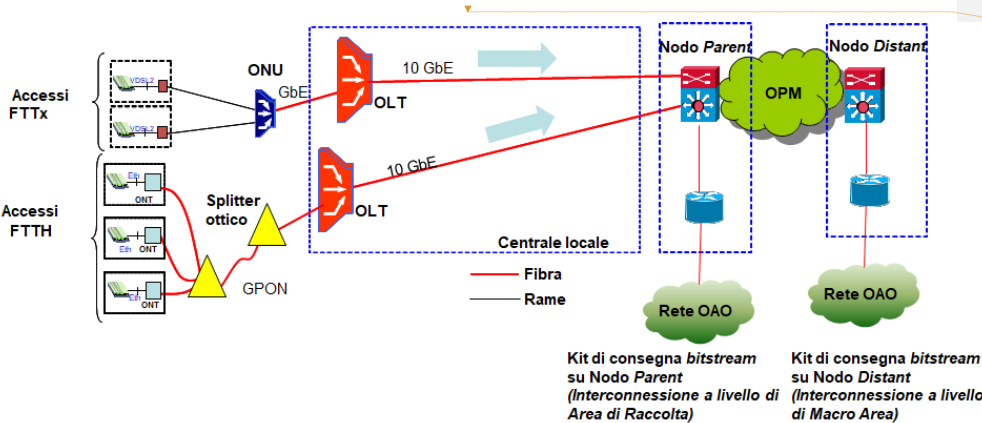 Accessi
FTTx
VDSL2
VDSL2
ONU
GbE
OLT
10 GbE
Nodo Parent
OPM
Nodo Distant
Accessi
FTTH
Eth
ONT
Eth
ONT
Eth
ONT
Splitter
ottico
GPON
OLT
10 GbE
Centrale locale
Fibra
Rame
Rete OAO
Rete OAO
Kit di consegna bitstream
su Nodo Parent
(Interconnessione a livello di
Area di Raccolta)
Kit di consegna bitstream
su Nodo Distant
(Interconnessione a livello
di Macro Area)